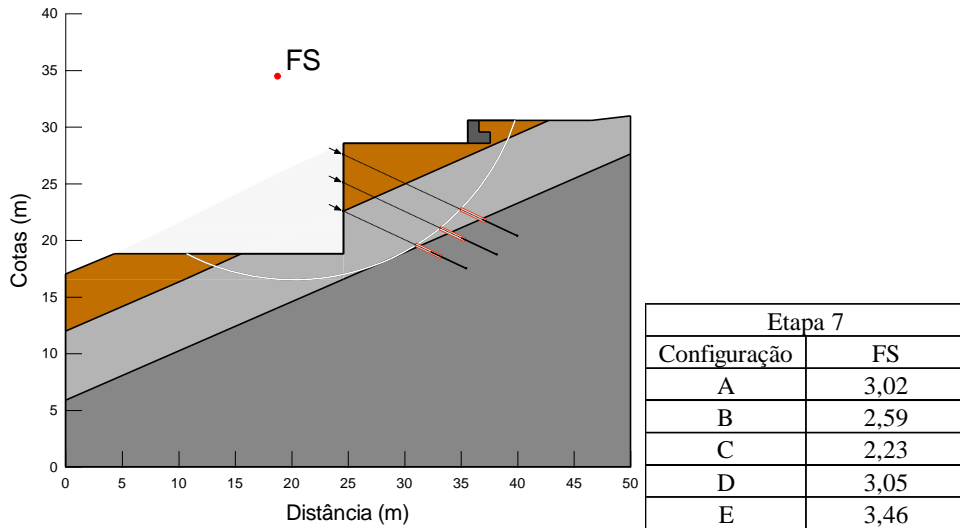 40
35
30
25
20
15
10
5
0
Cotas (m)
FS
0 5 10 15 20 25 30 35 40 45 50
Distância (m)
Etapa 7
Configuração FS
A 3,02
B 2,59
C 2,23
D 3,05
E 3,46